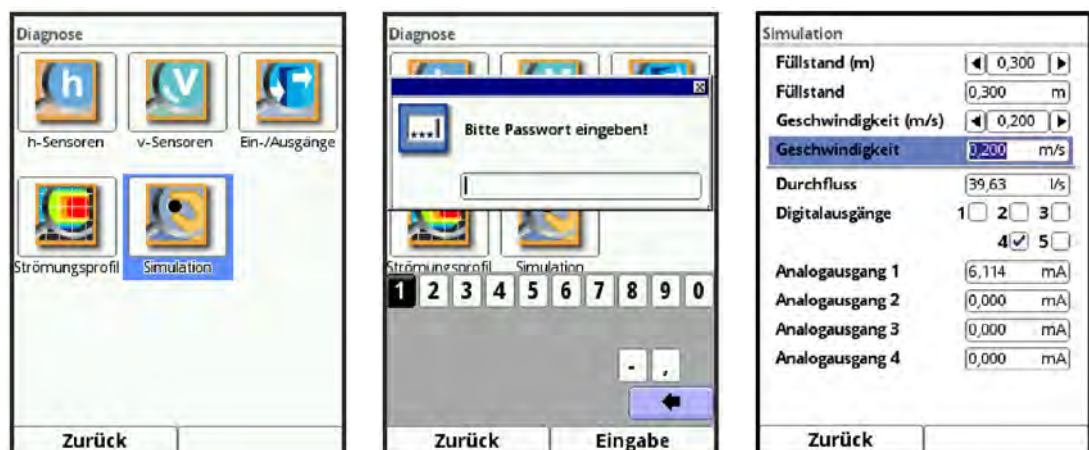 Diagnose
h
V
h-Sensoren
v-Sensoren
Ein-/Ausgänge
Strömungsprofil
Simulation
Zurück
Diagnose
Bitte Passwort eingeben!
Strömungsprofil
Simulation
1 2 3 4 5 6 7 8 9 0
- ,
Zurück
Eingabe
Simulation
Füllstand (m) 0,300
Füllstand 0,300 m
Geschwindigkeit (m/s) 0,200
Geschwindigkeit 0,200 m/s
Durchfluss 39,63 l/s
Digitalausgänge 1 2 3
4 5
Analogausgang 1 6,114 mA
Analogausgang 2 0,000 mA
Analogausgang 3 0,000 mA
Analogausgang 4 0,000 mA
Zurück